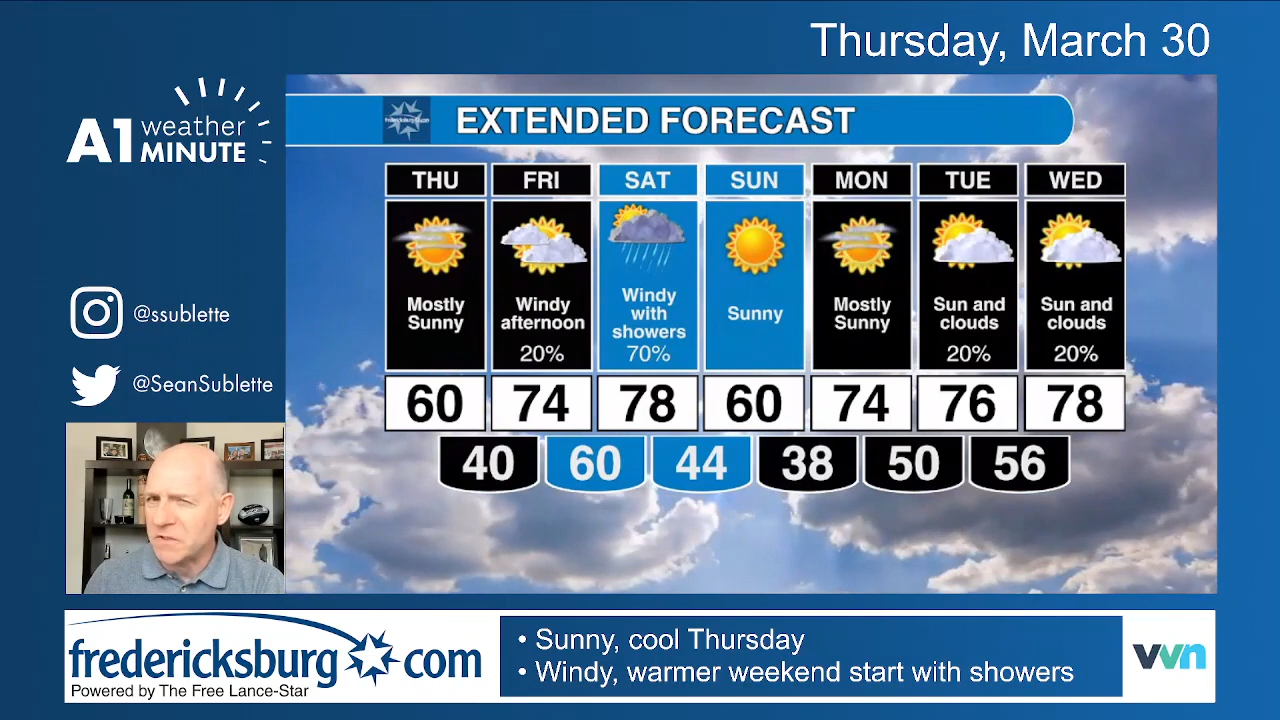 Thursday, March 30
A1 weather MINUTE
EXTENDED FORECAST
fredericksburg.com
THU FRI SAT SUN MON TUE WED
Mostly Sunny
Windy afternoon
20%
Windy with showers
70%
Sunny
Mostly Sunny
Sun and clouds
20%
Sun and clouds
20%
60 74 78 60 74 76 78
40 60 44 38 50 56
@ssublette
@SeanSublette
fredericksburg com
Powered by The Free Lance-Star
• Sunny, cool Thursday
• Windy, warmer weekend start with showers
vvn